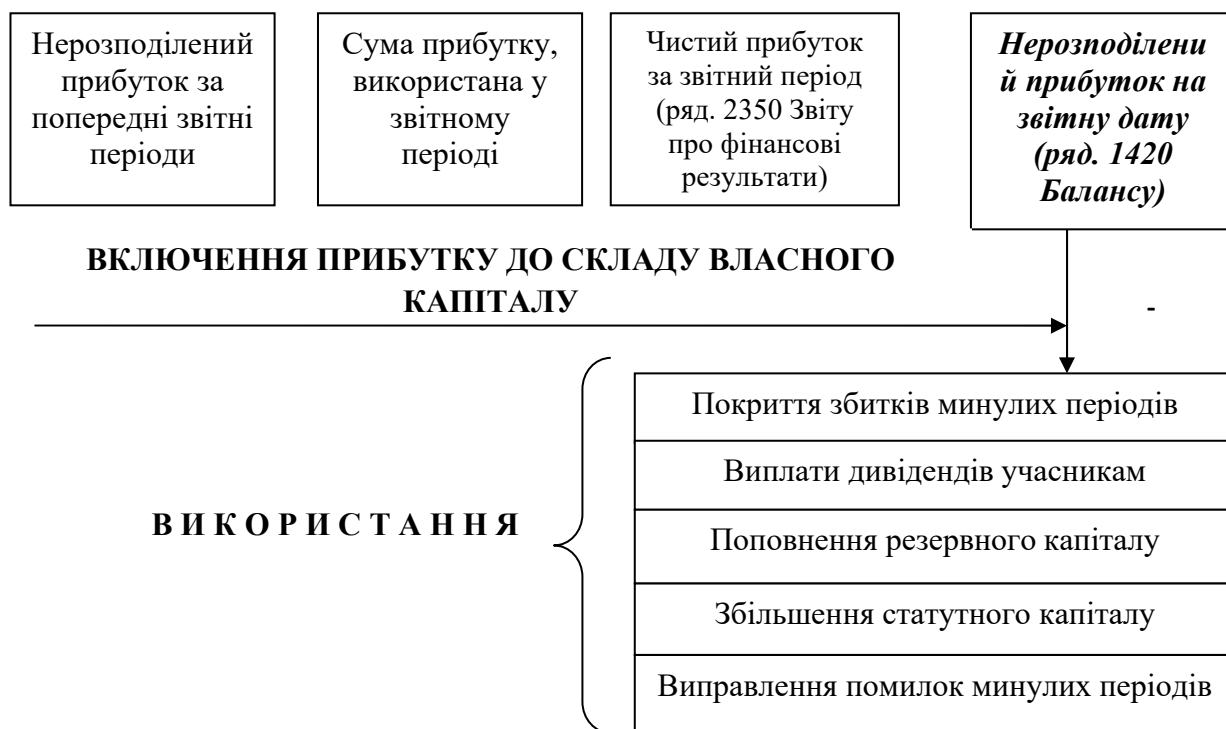 Нерозподілений
прибуток за
попередні звітні
періоди
Сума прибутку,
використана у
звітному
періоді
Чистий прибуток
за звітний період
(ряд. 2350 Звіту
про фінансові
результати)
Нерозподілени
й прибуток на
звітну дату
(ряд. 1420
Балансу)
ВКЛЮЧЕННЯ ПРИБУТКУ ДО СКЛАДУ ВЛАСНОГО
КАПІТАЛУ
-
В И К О Р И С Т А Н Н Я
Покриття збитків минулих періодів
Виплати дивідендів учасникам
Поповнення резервного капіталу
Збільшення статутного капіталу
Виправлення помилок минулих періодів